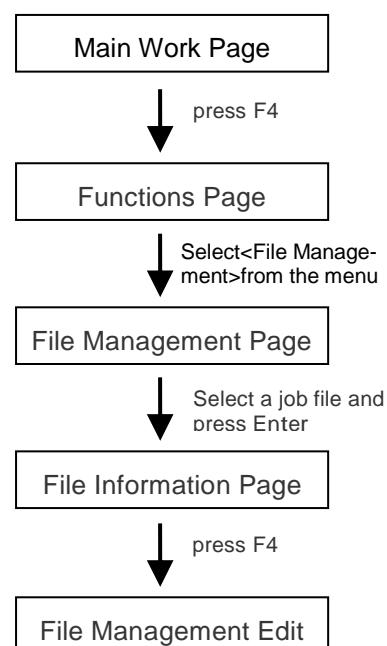 Main Work Page
press F4
Functions Page
Select<File Manage-
ment>from the menu
File Management Page
Select a job file and
press Enter
File Information Page
press F4
File Management Edit